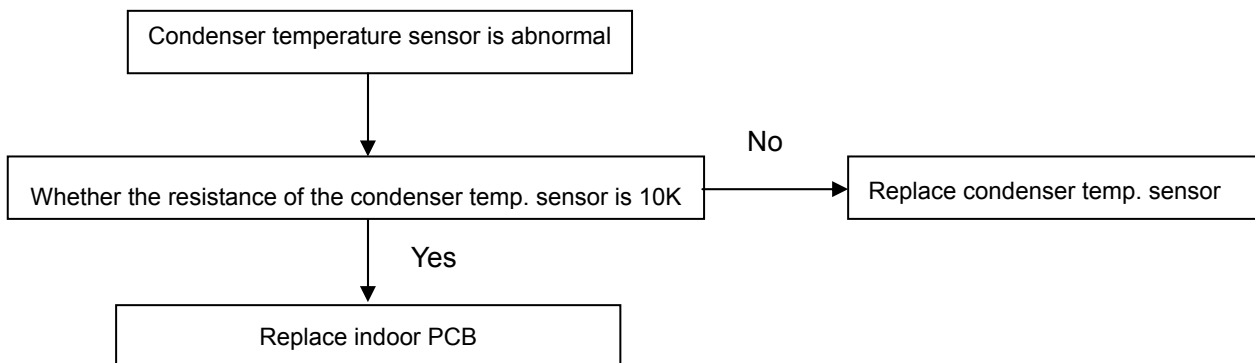 Condenser temperature sensor is abnormal
No
Whether the resistance of the condenser temp. sensor is 10K
Replace condenser temp. sensor
Yes
Replace indoor PCB